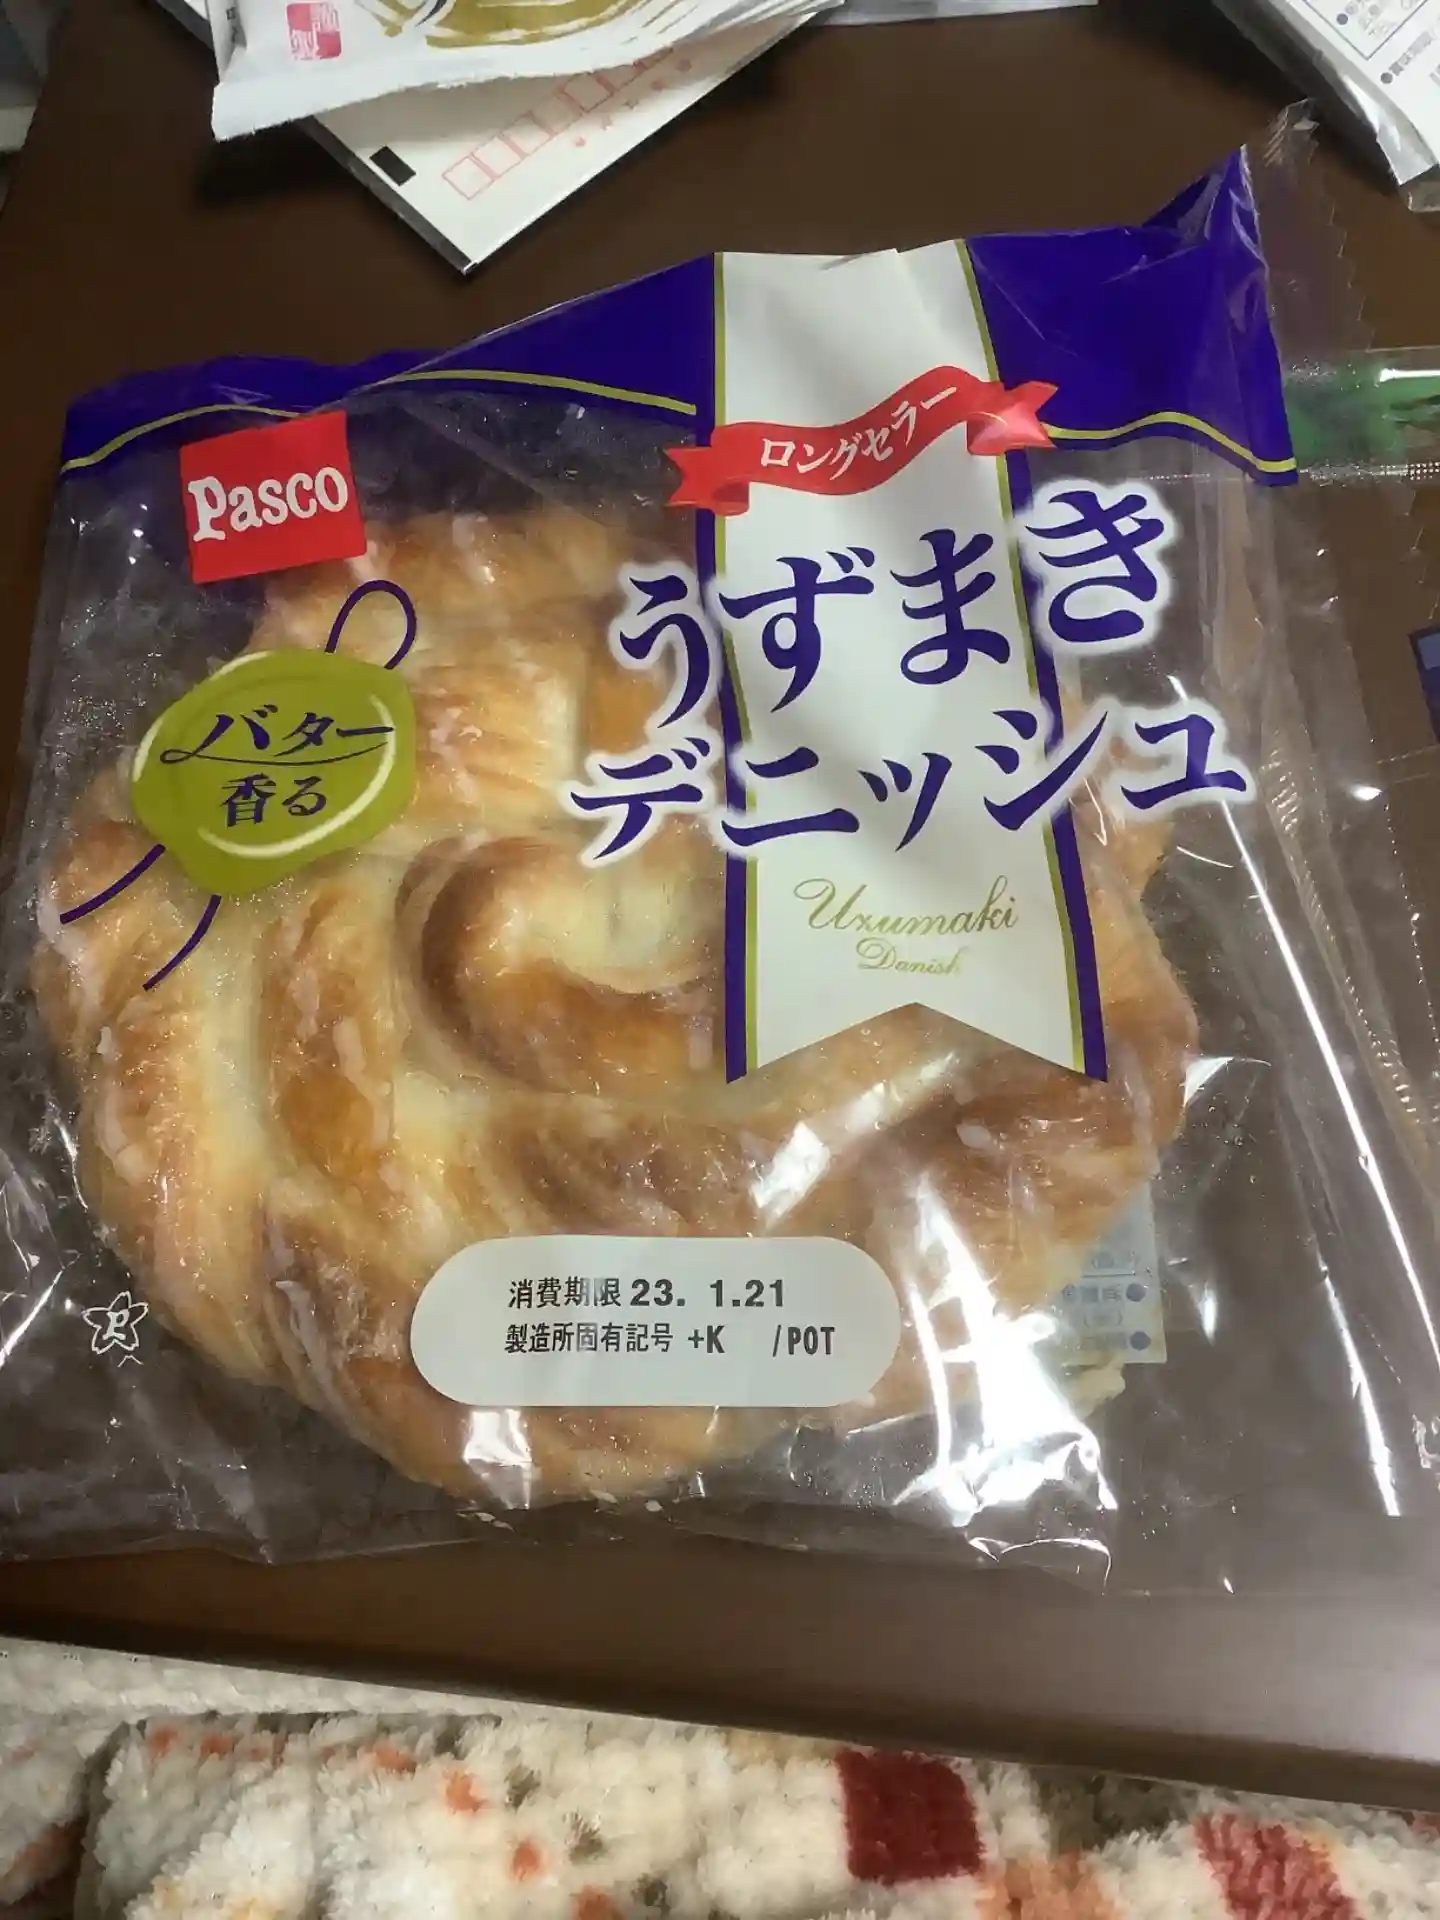 Pasco
ロングセラー
うずまき
デニッシュ
Uzumaki
Danish
バター
香る
消費期限 23. 1.21
製造所固有記号 +K /POT